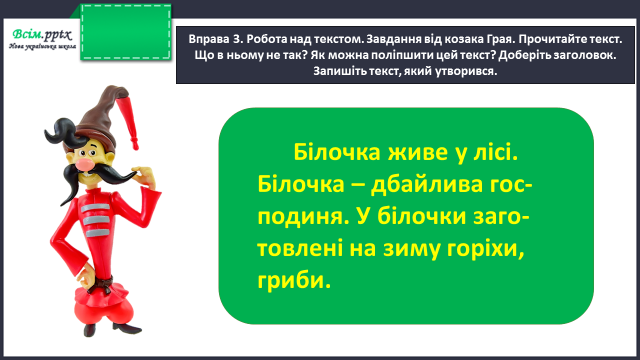 Всім.pptx
Нова українська школа
Вправа 3. Робота над текстом. Завдання від козака Грая. Прочитайте текст.
Що в ньому не так? Як можна поліпшити цей текст? Доберіть заголовок.
Запишіть текст, який утворився.
Білочка живе у лісі.
Білочка – дбайлива гос-
подиня. У білочки заго-
товлені на зиму горіхи,
гриби.